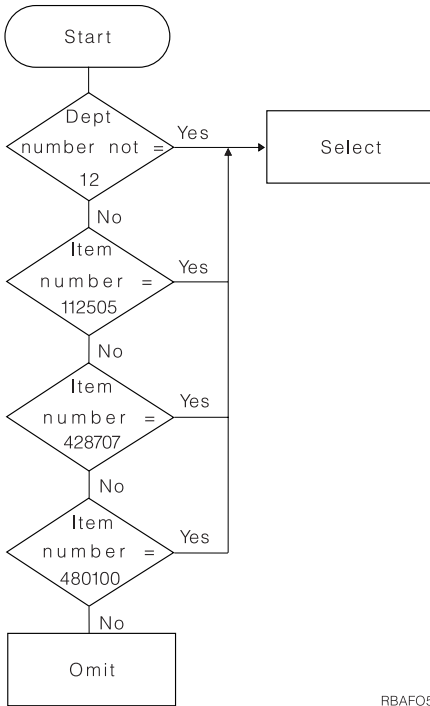 Start
Dept
number not =
12
Yes
Select
No
Item
number =
112505
Yes
No
Item
number =
428707
Yes
No
Item
number =
480100
Yes
No
Omit